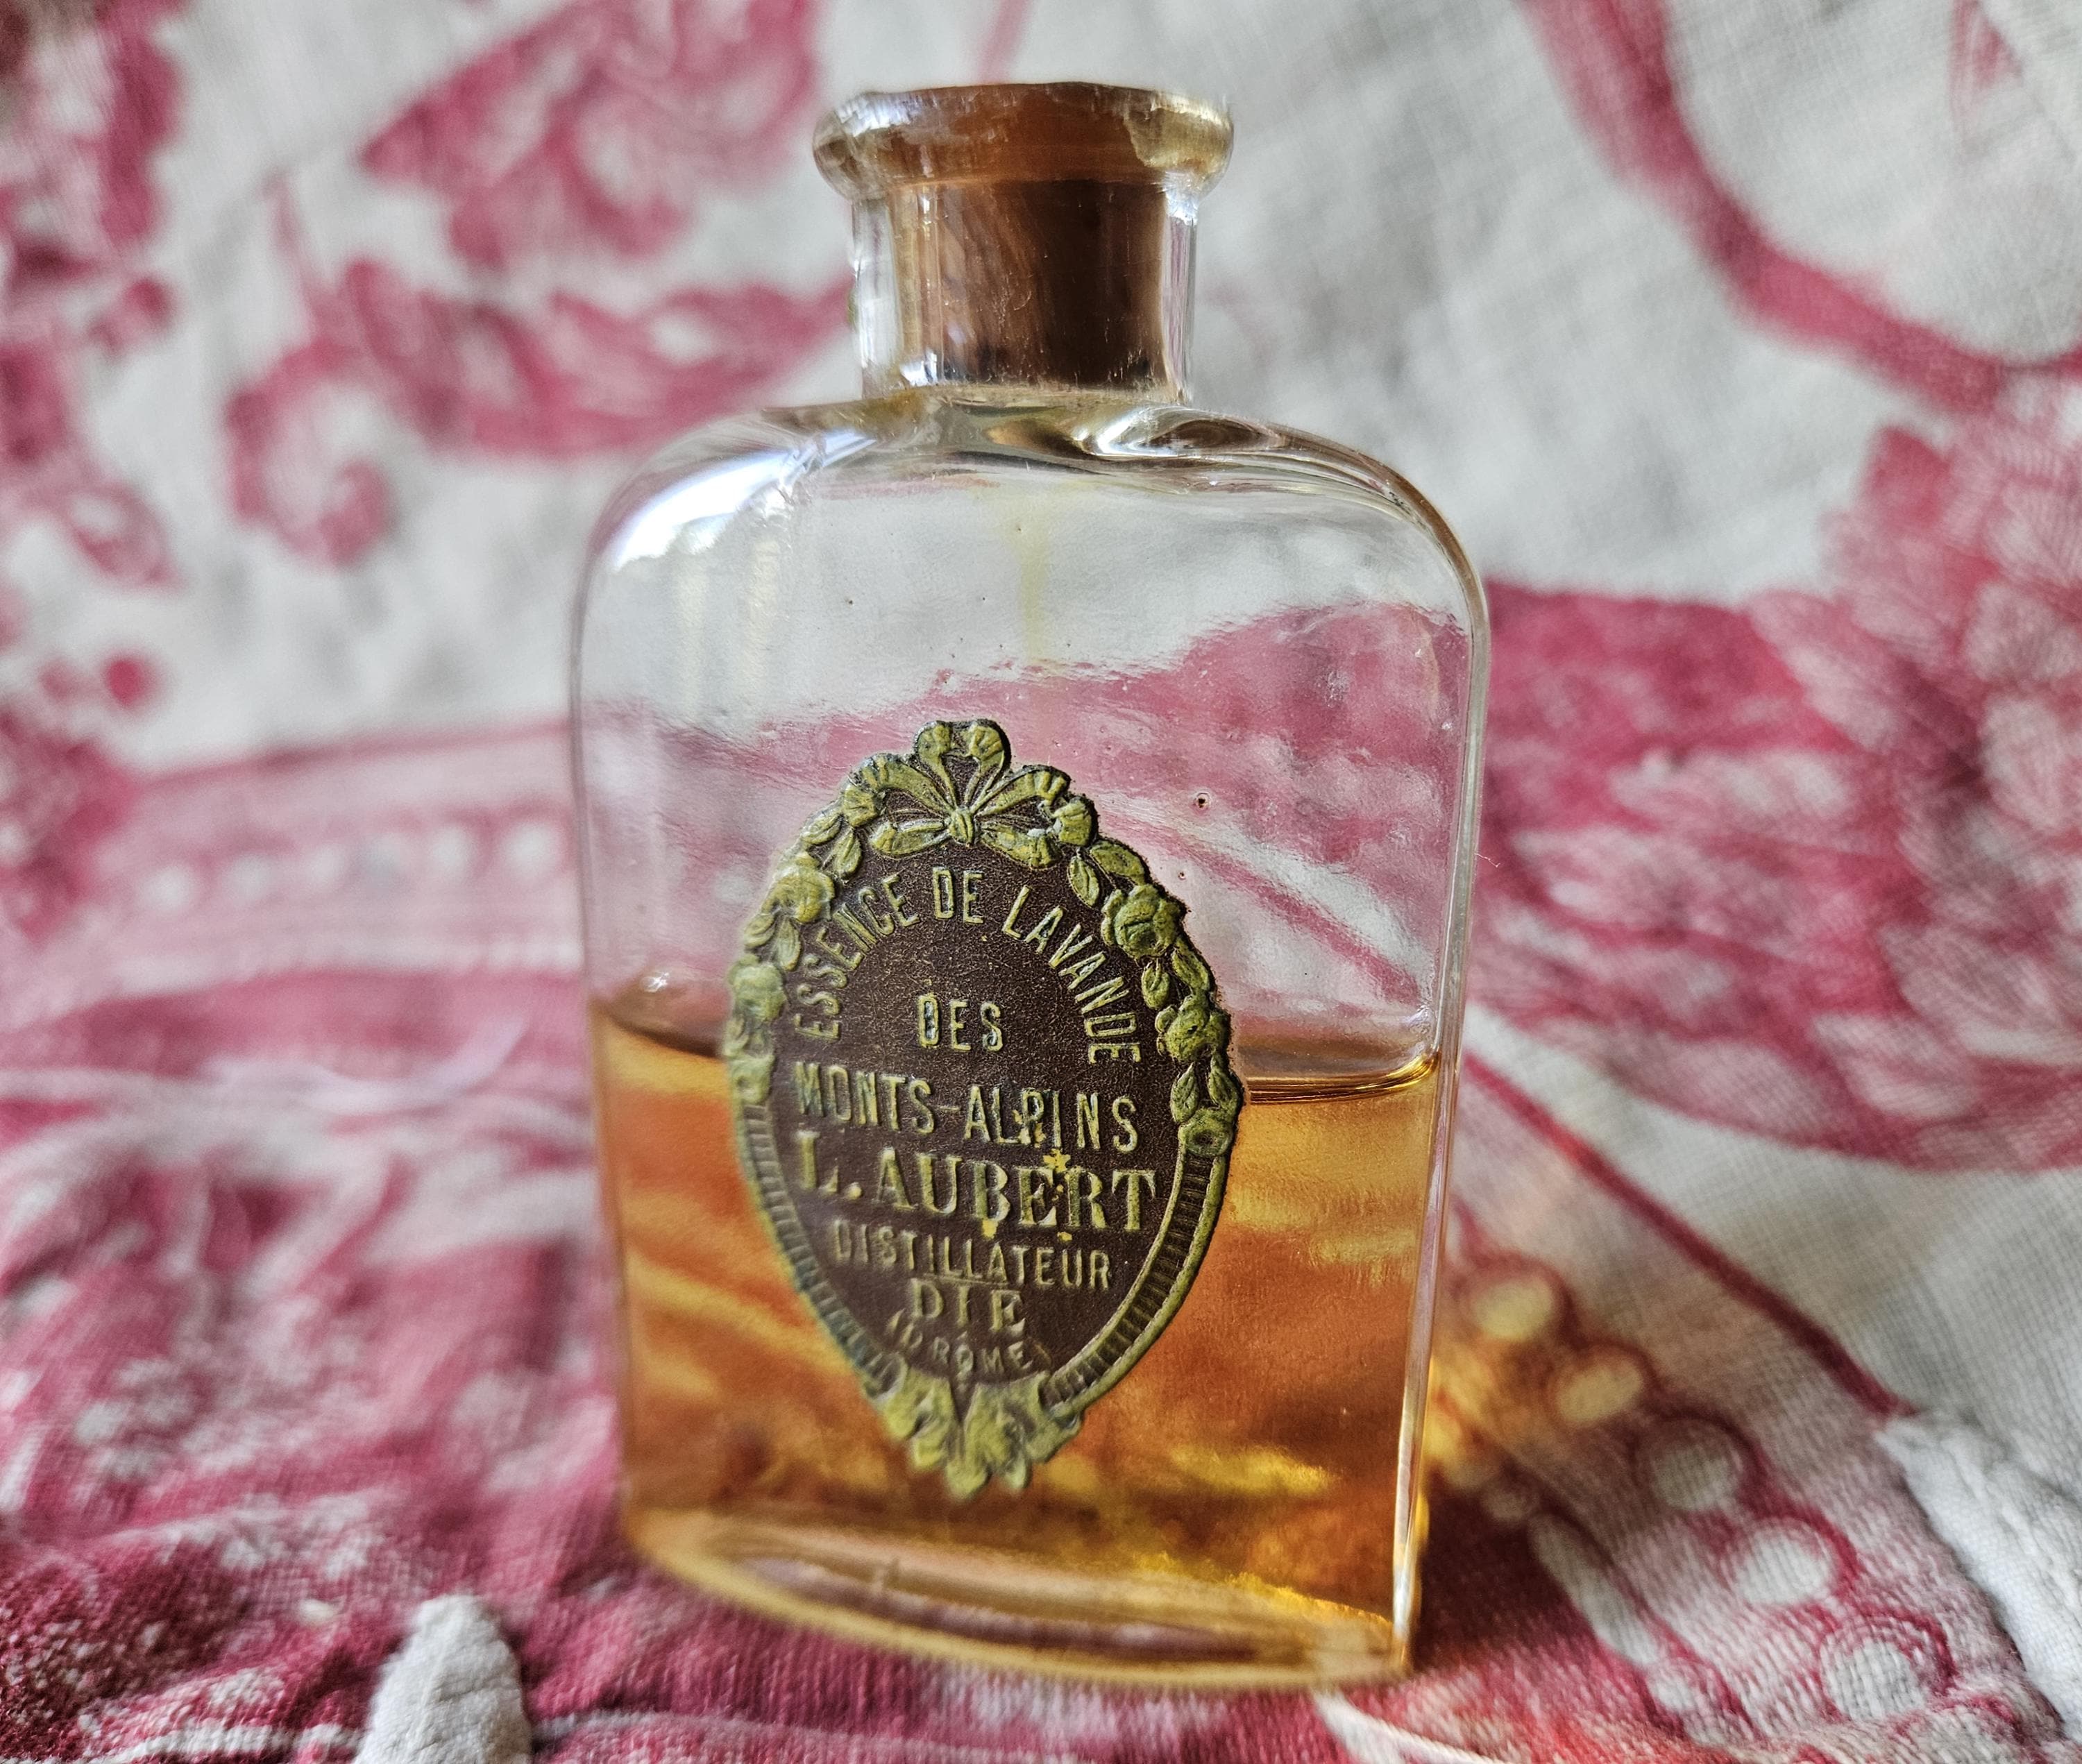 ESSENCE DE LAVANDE
DES
MONTS-ALPINS
L. AUBERT
DISTILLATEUR
DIE
(DRÔME)